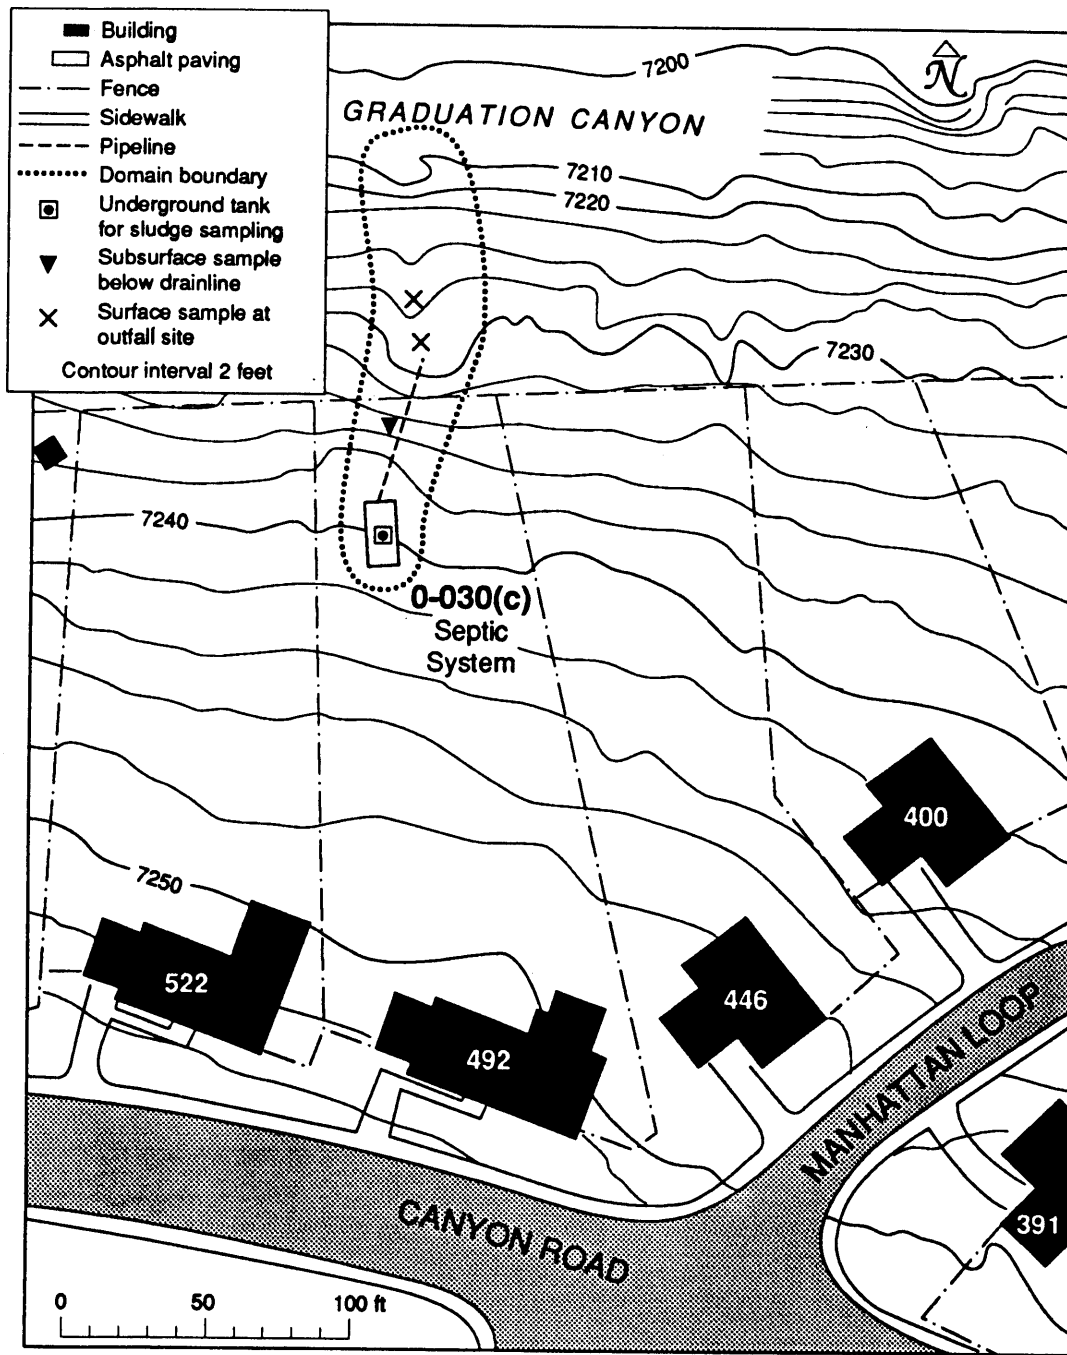 Building
Asphalt paving
Fence
Sidewalk
Pipeline
Domain boundary
Underground tank
for sludge sampling
Subsurface sample
below drainline
Surface sample at
outfall site
Contour interval 2 feet
N
7200
GRADUATION CANYON
7210
7220
7230
7240
0-030(c)
Septic
System
7250
400
522
446
492
MANHATTAN LOOP
CANYON ROAD
391
0 50 100 ft